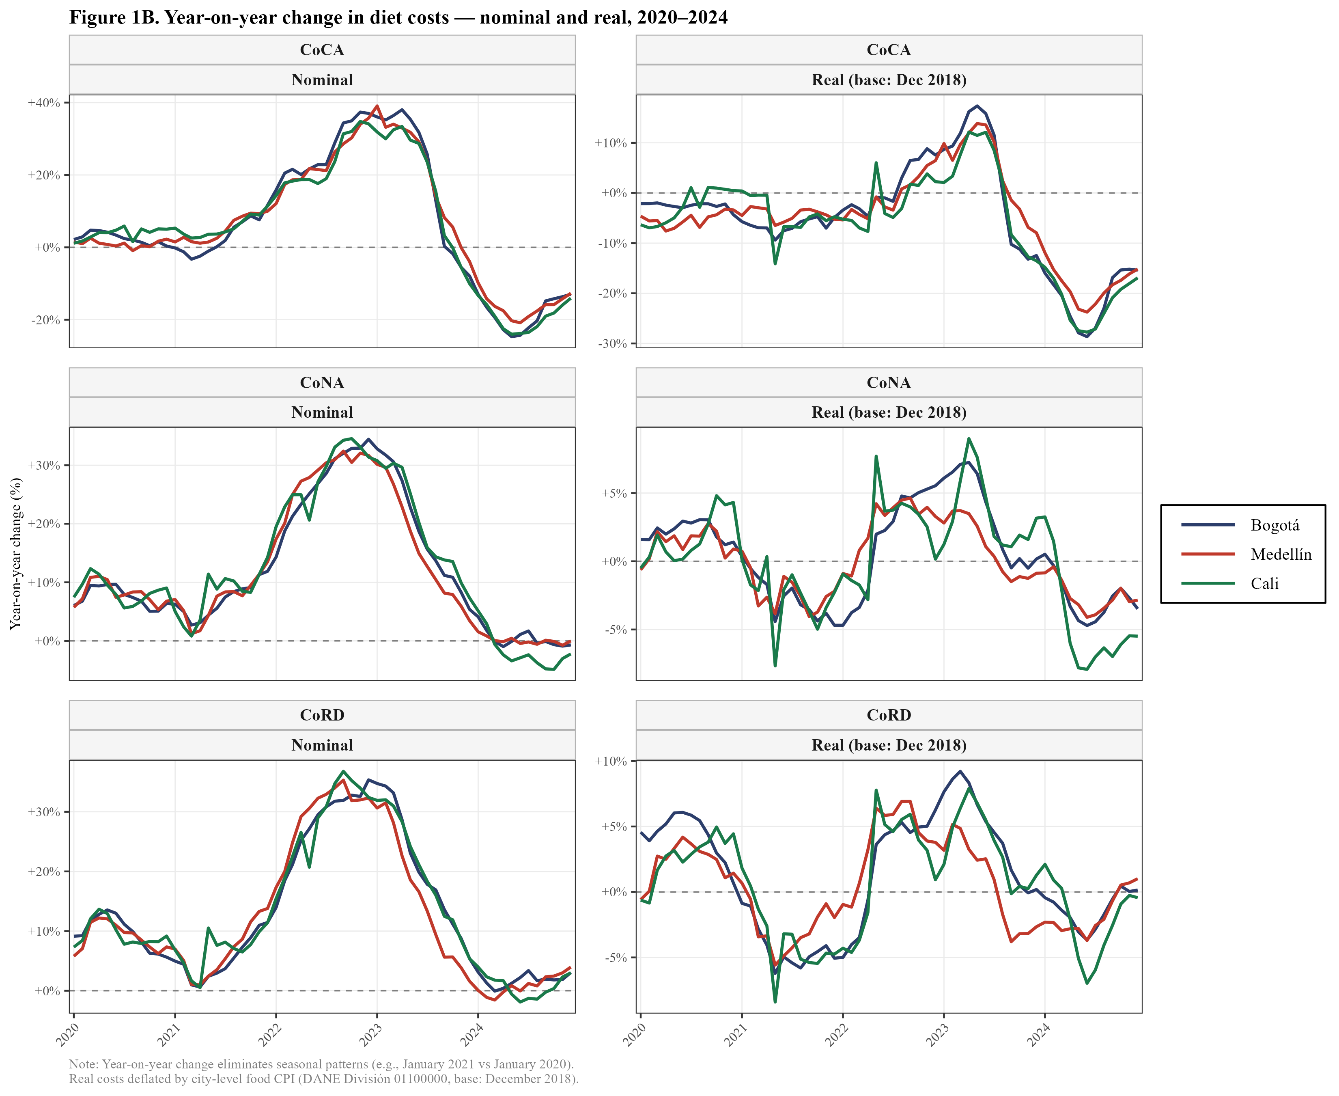 Figure 1B. Year-on-year change in diet costs — nominal and real, 2020–2024
CoCA
Nominal
+40%
+20%
+0%
-20%
CoCA
Real (base: Dec 2018)
+10%
+0%
-10%
-20%
-30%
Year-on-year change (%)
CoNA
Nominal
+30%
+20%
+10%
+0%
CoNA
Real (base: Dec 2018)
+5%
+0%
-5%
Bogotá
Medellín
Cali
CoRD
Nominal
+30%
+20%
+10%
+0%
2020
2021
2022
2023
2024
CoRD
Real (base: Dec 2018)
+10%
+5%
+0%
-5%
2020
2021
2022
2023
2024
Note: Year-on-year change eliminates seasonal patterns (e.g., January 2021 vs January 2020).
Real costs deflated by city-level food CPI (DANE División 01100000, base: December 2018).